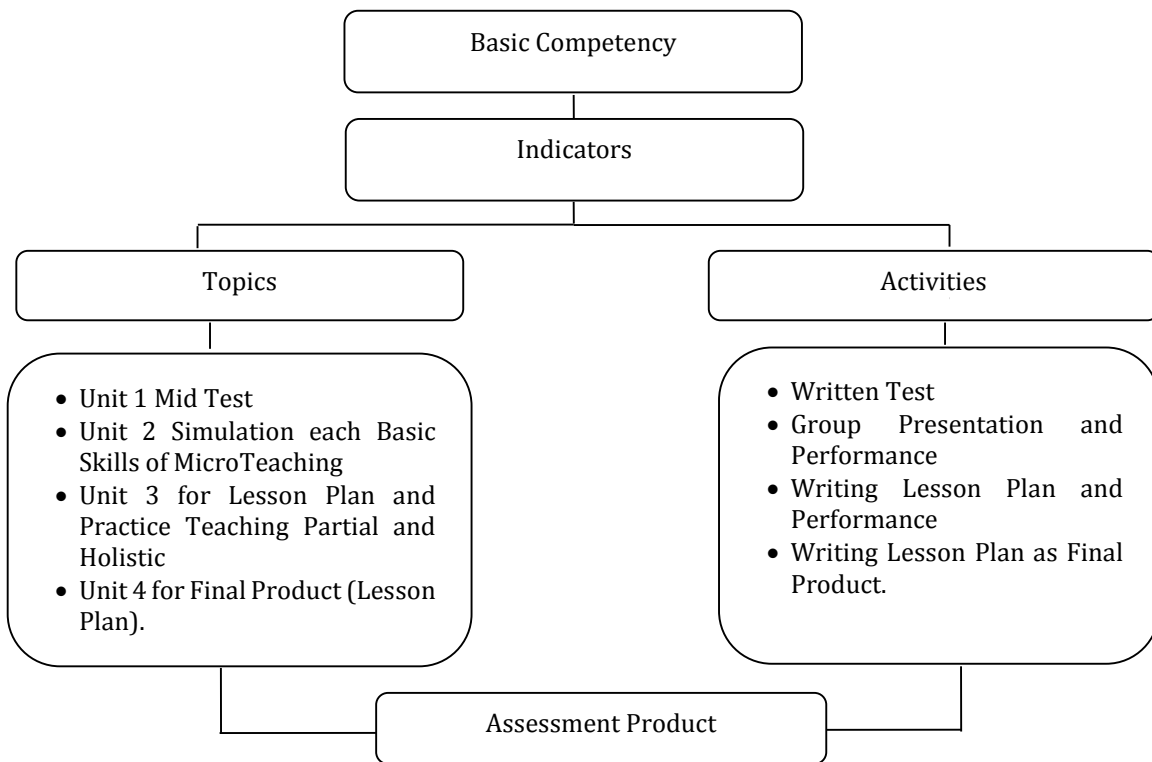 Basic Competency
Indicators
Topics
Activities
• Unit 1 Mid Test
• Unit 2 Simulation each Basic
Skills of MicroTeaching
• Unit 3 for Lesson Plan and
Practice Teaching Partial and
Holistic
• Unit 4 for Final Product (Lesson
Plan).
• Written Test
• Group Presentation and
Performance
• Writing Lesson Plan and
Performance
• Writing Lesson Plan as Final
Product.
Assessment Product